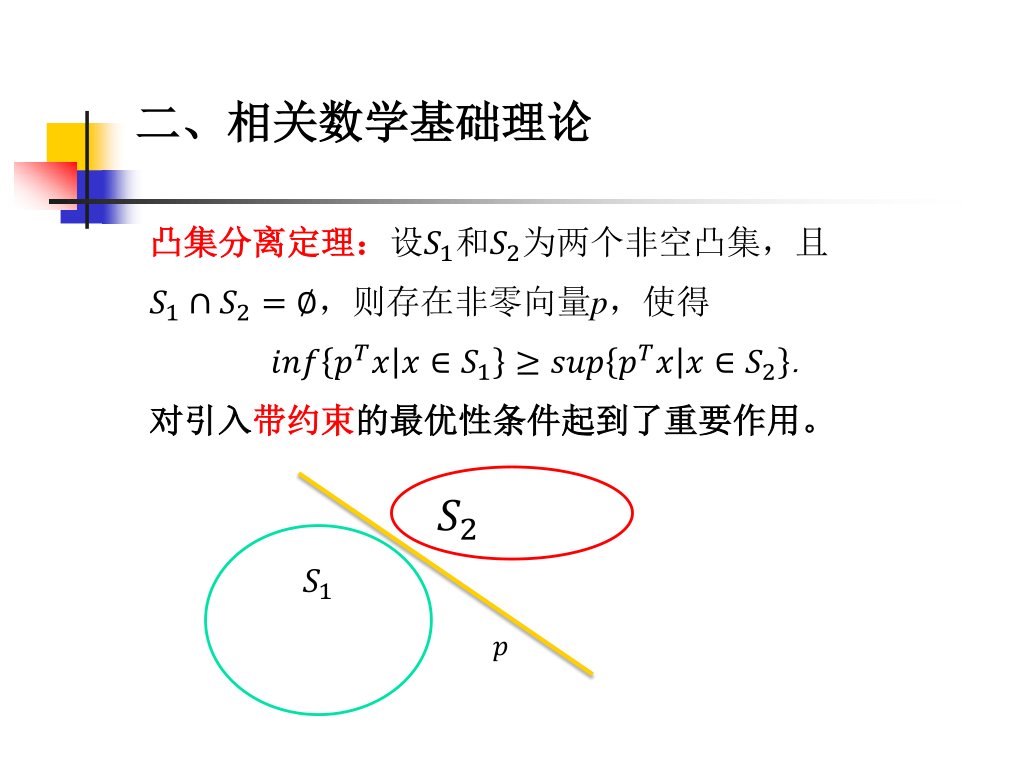 二、相关数学基础理论
凸集分离定理：设𝑆₁和𝑆₂为两个非空凸集，且
𝑆₁ ∩ 𝑆₂ = ∅，则存在非零向量p，使得
𝑖𝑛𝑓{𝑝ᵀ𝑥|𝑥 ∈ 𝑆₁} ≥ 𝑠𝑢𝑝{𝑝ᵀ𝑥|𝑥 ∈ 𝑆₂}.
对引入带约束的最优性条件起到了重要作用。
𝑆₂
𝑆₁
𝑝